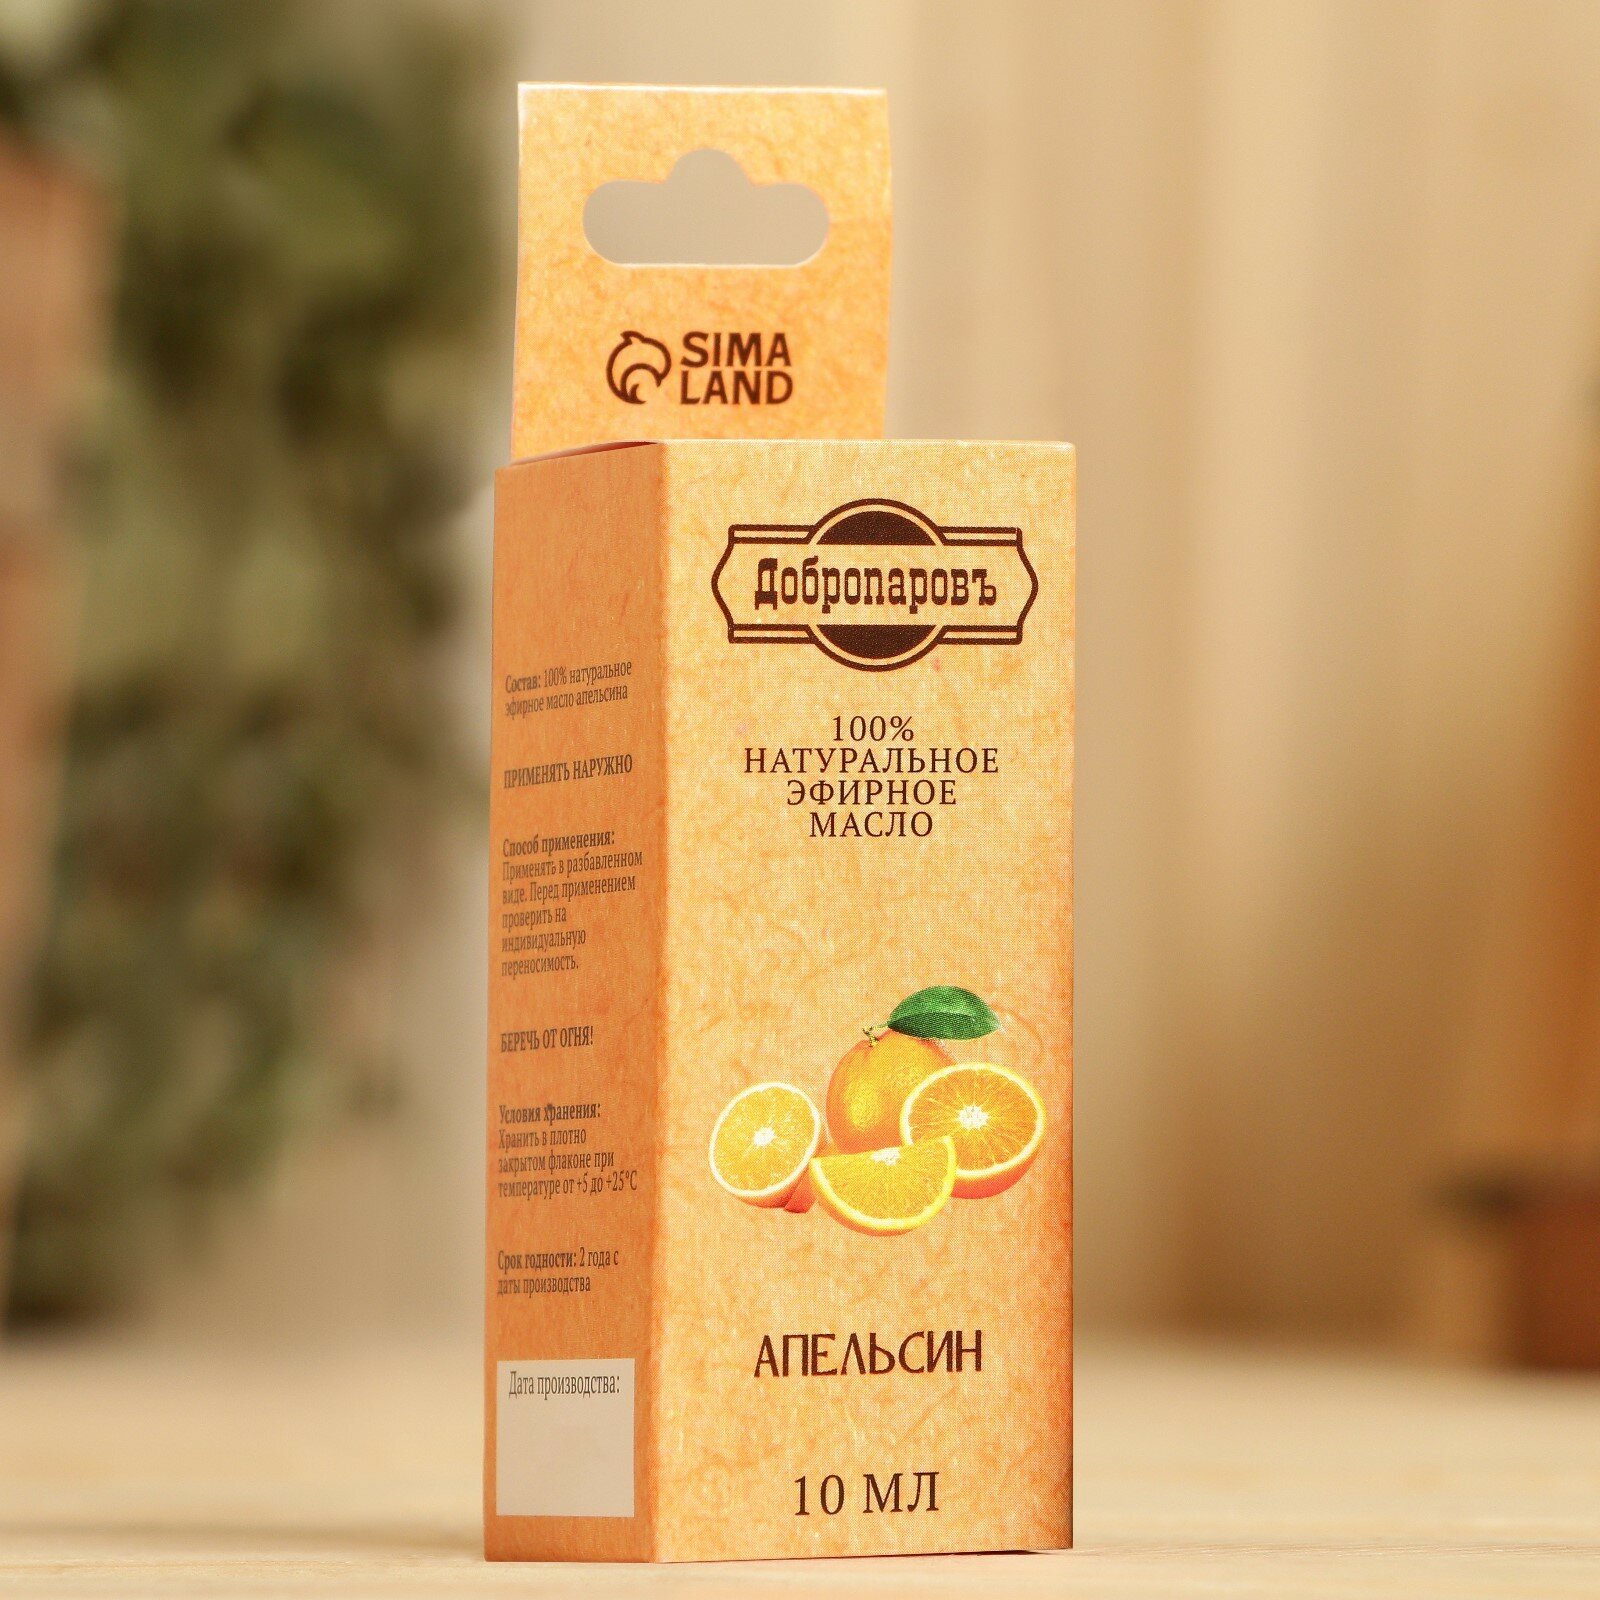 SIMA
LAND
Добропаровъ
100%
НАТУРАЛЬНОЕ
ЭФИРНОЕ
МАСЛО
АПЕЛЬСИН
10 МЛ
Состав: 100% натуральное
эфирное масло апельсина
ПРИМЕНЯТЬ НАРУЖНО
Способ применения:
Применять в разбавленном
виде. Перед применением
проверить на
индивидуальную
переносимость.
БЕРЕЧЬ ОТ ОГНЯ!
Условия хранения:
Хранить в плотно
закрытом флаконе при
температуре от +5 до +25°С
Срок годности: 2 года с
даты производства
Дата производства: